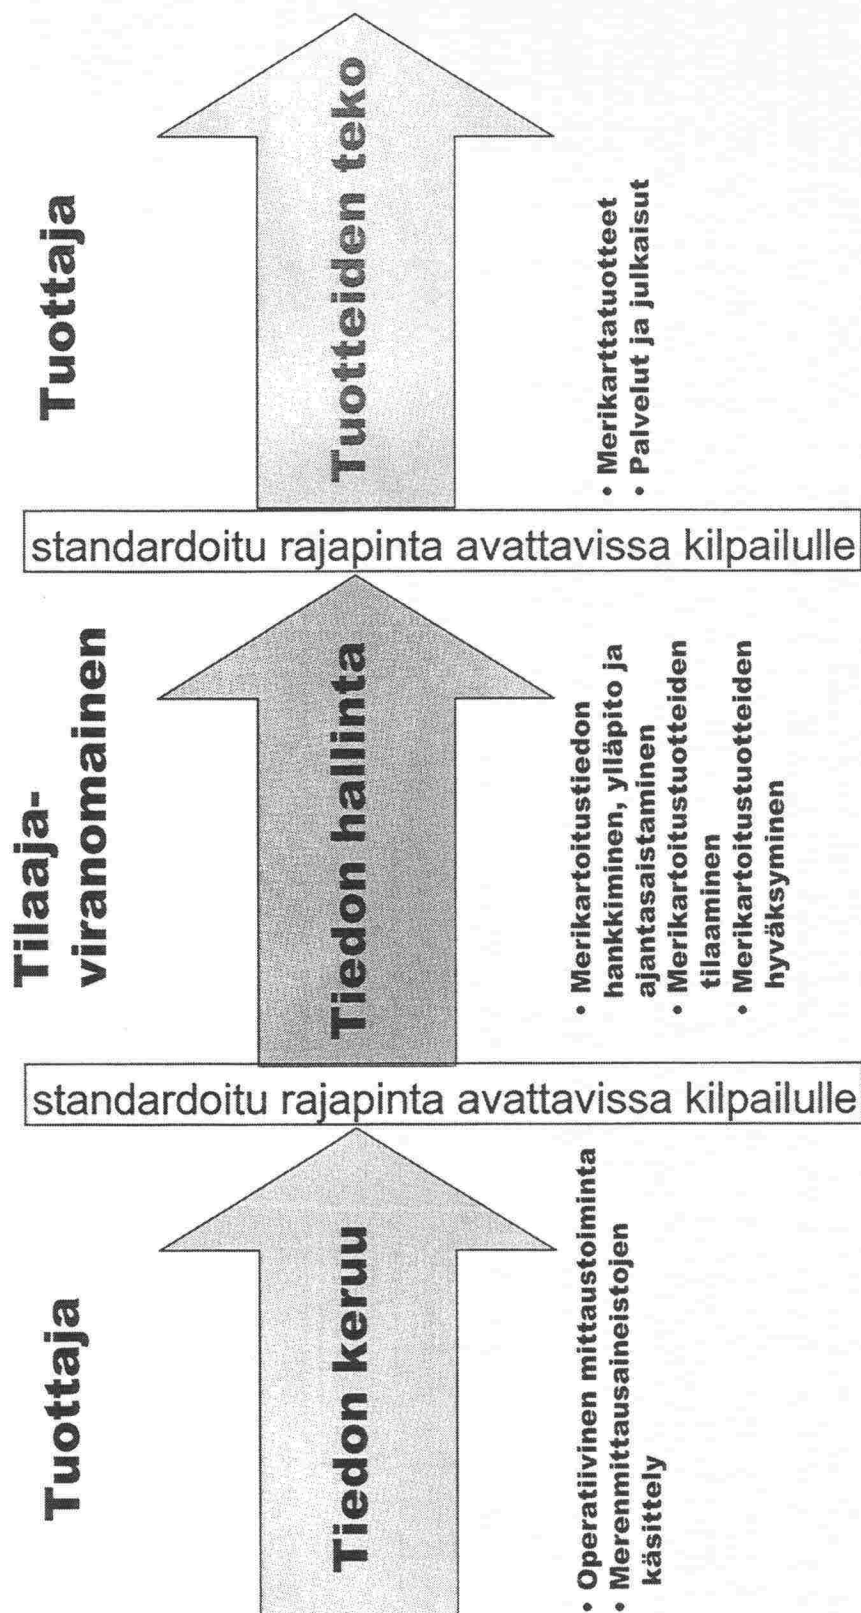 Tuottaja
Tiedon keruu
• Operatiivinen mittaustoiminta
• Merenmittausaineistojen
käsittely
standardoitu rajapinta avattavissa kilpailulle
Tilaaja-
viranomainen
Tiedon hallinta
• Merikartoitustiedon
hankkiminen, ylläpito ja
ajantasaistaminen
• Merikartoitustuotteiden
tilaaminen
• Merikartoitustuotteiden
hyväksyminen
standardoitu rajapinta avattavissa kilpailulle
Tuottaja
Tuotteiden teko
• Merikarttatuotteet
• Palvelut ja julkaisut